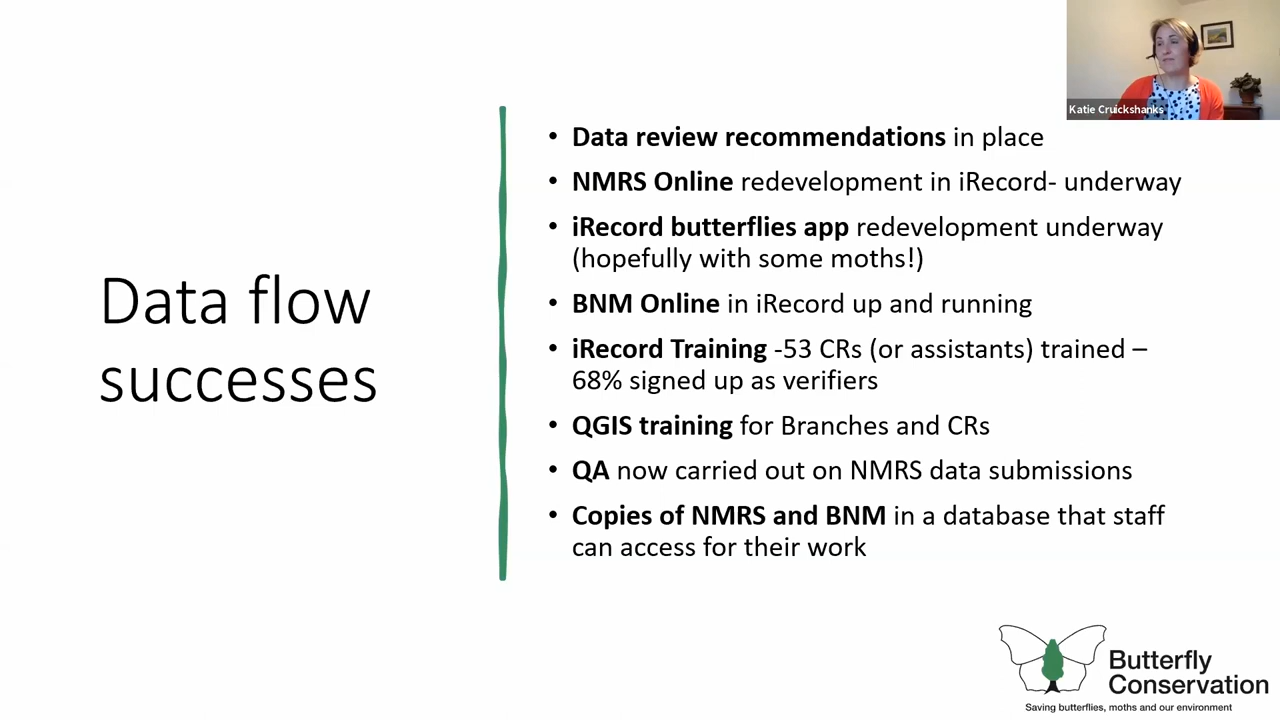 Katie Cruickshanks
Data flow
successes
• Data review recommendations in place
• NMRS Online redevelopment in iRecord- underway
• iRecord butterflies app redevelopment underway
(hopefully with some moths!)
• BNM Online in iRecord up and running
• iRecord Training -53 CRs (or assistants) trained –
68% signed up as verifiers
• QGIS training for Branches and CRs
• QA now carried out on NMRS data submissions
• Copies of NMRS and BNM in a database that staff
can access for their work
Butterfly
Conservation
Saving butterflies, moths and our environment